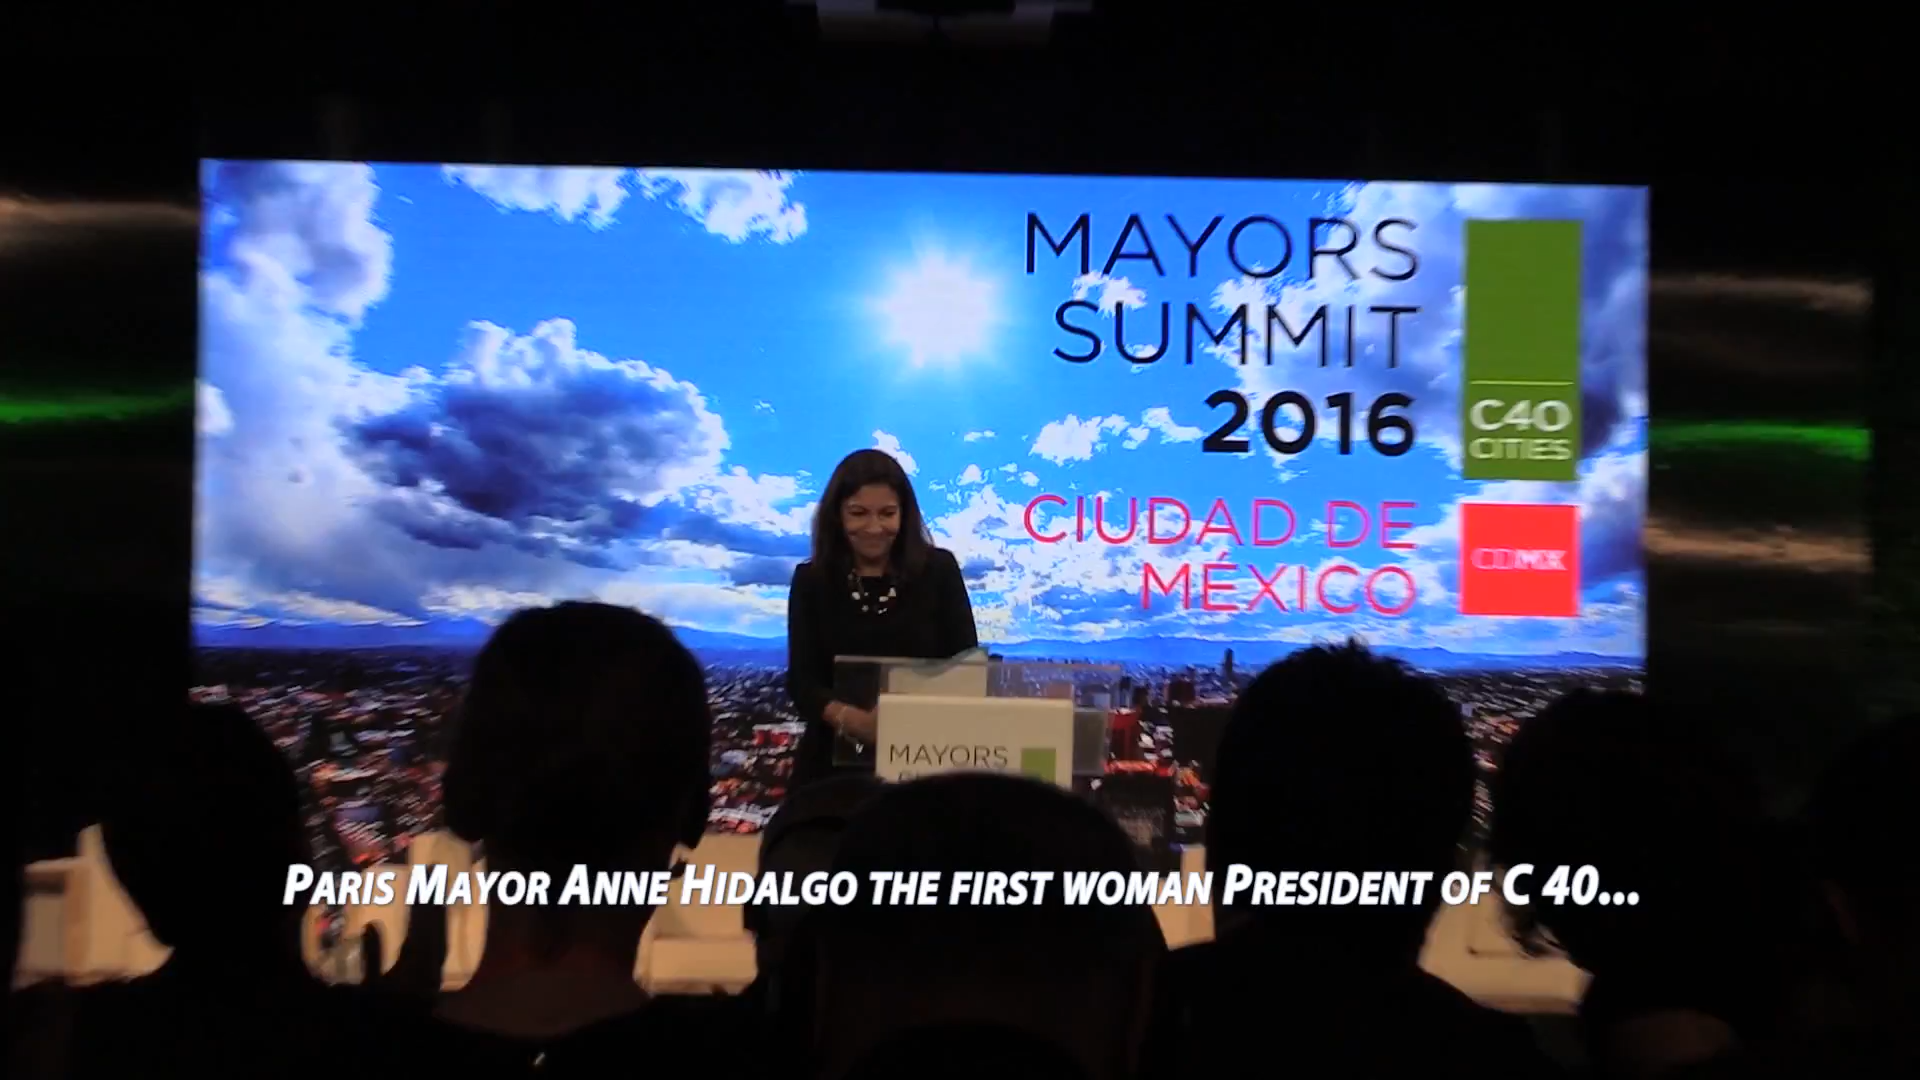 MAYORS
SUMMIT
2016
C40
CITIES
CIUDAD DE
MÉXICO
CDMX
MAYORS
PARIS MAYOR ANNE HIDALGO THE FIRST WOMAN PRESIDENT OF C 40...